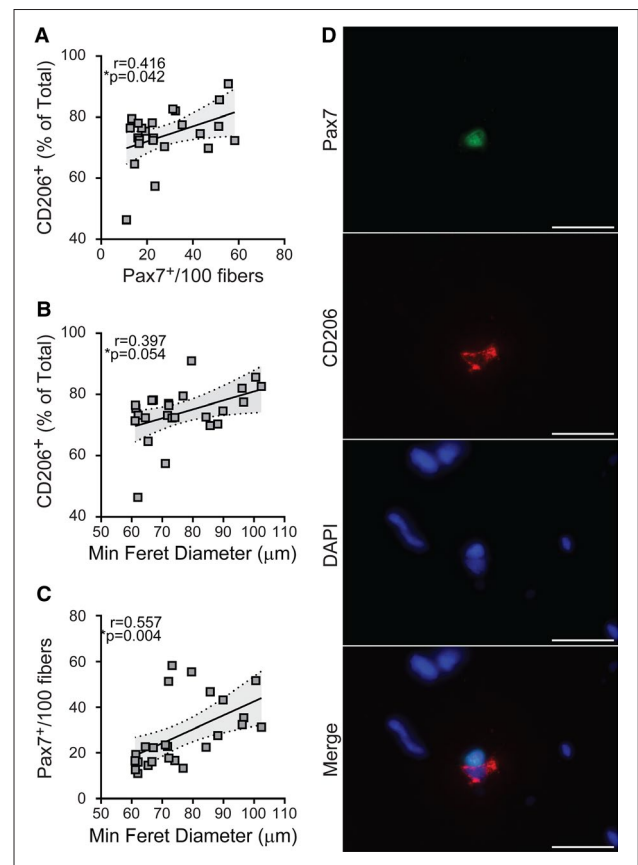 A
r=0.416
*p=0.042
CD206+ (% of Total)
100
80
60
40
0 20 40 60 80
Pax7+/100 fibers
B
r=0.397
*p=0.054
CD206+ (% of Total)
100
80
60
40
50 60 70 80 90 100 110
Min Feret Diameter (μm)
C
r=0.557
*p=0.004
Pax7+/100 fibers
80
60
40
20
0
50 60 70 80 90 100 110
Min Feret Diameter (μm)
D
Pax7
CD206
DAPI
Merge